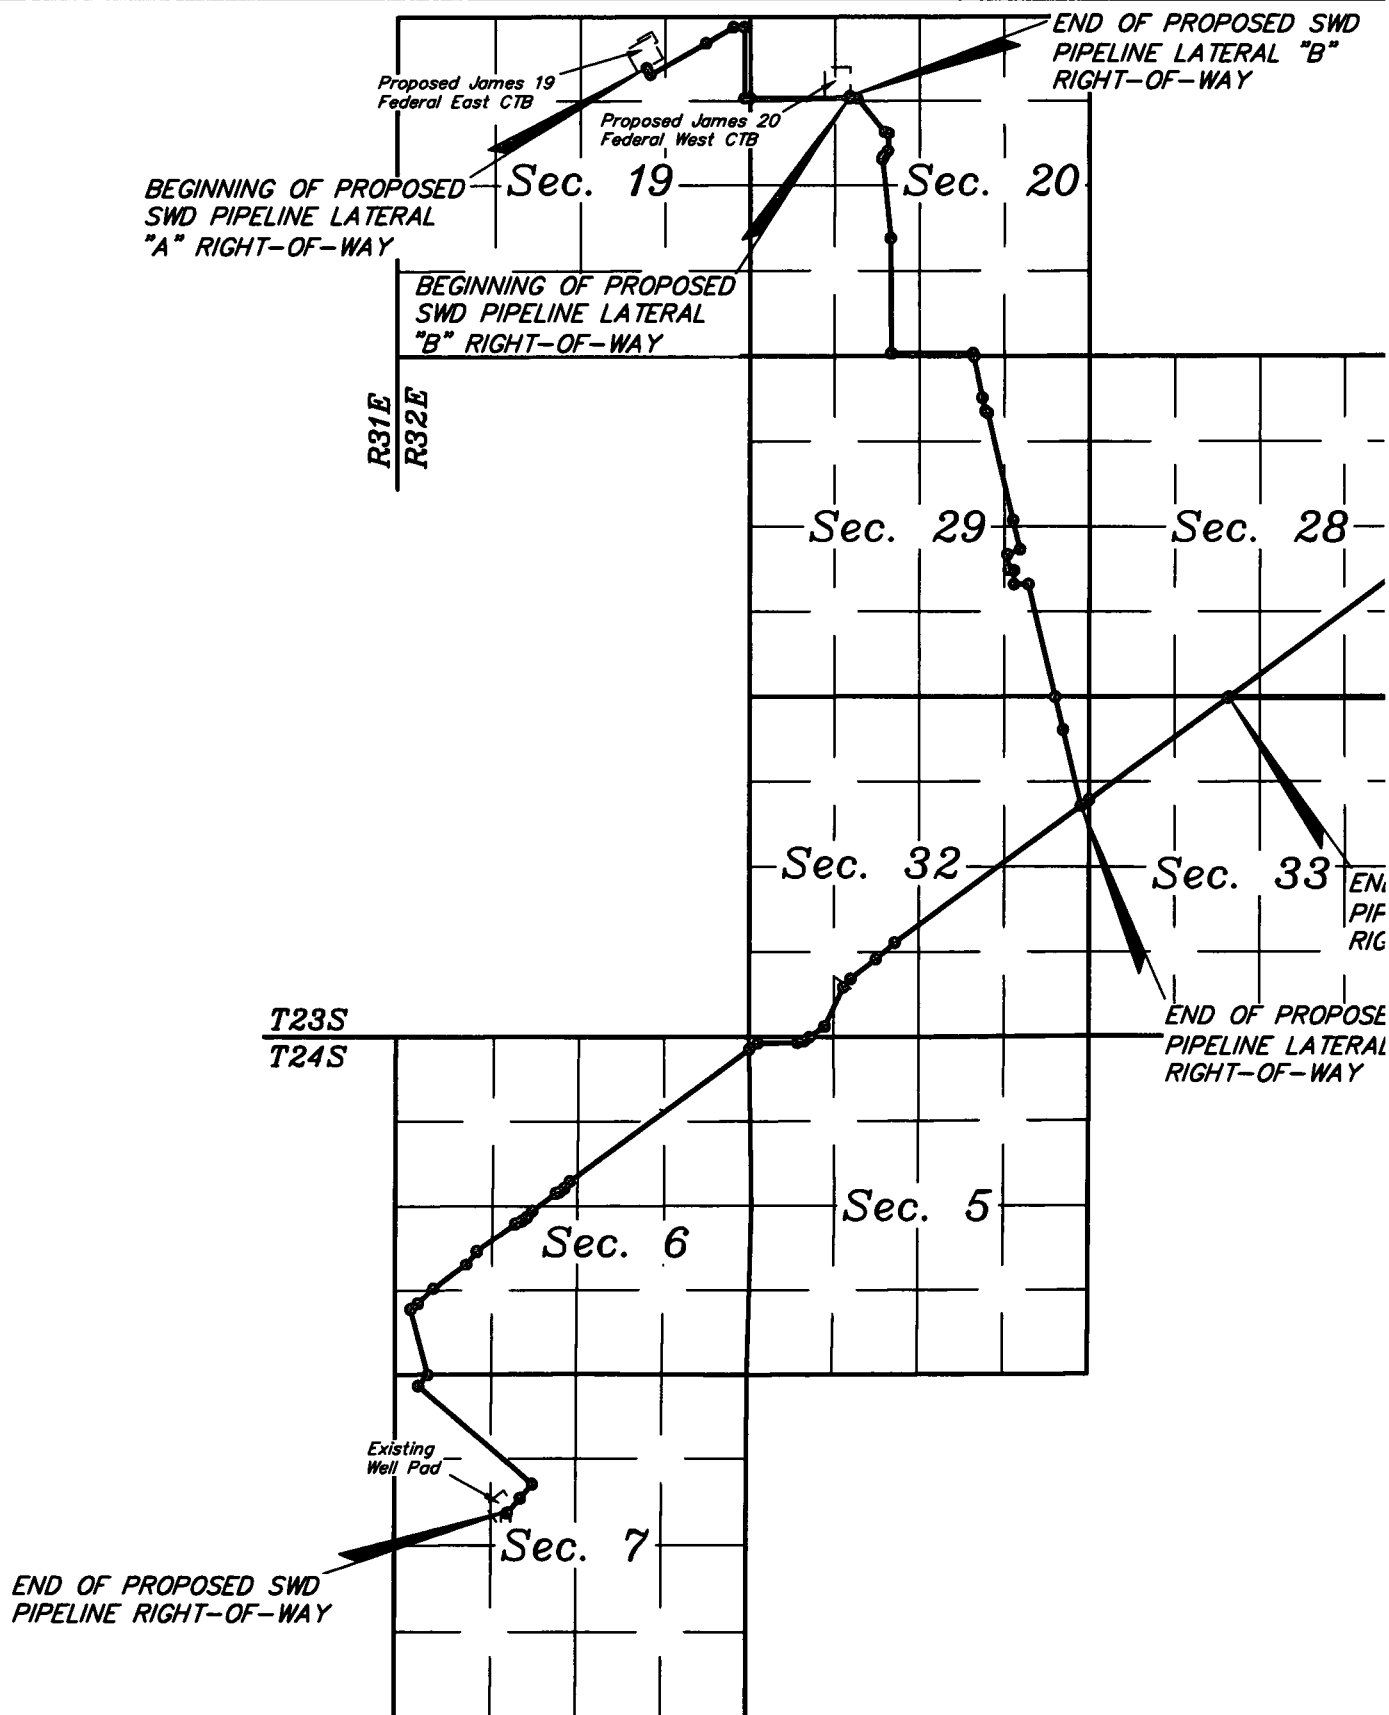 END OF PROPOSED SWD
PIPELINE LATERAL "B"
RIGHT-OF-WAY
Proposed James 19
Federal East CTB
Proposed James 20
Federal West CTB
BEGINNING OF PROPOSED
SWD PIPELINE LATERAL
"A" RIGHT-OF-WAY
Sec. 19
Sec. 20
BEGINNING OF PROPOSED
SWD PIPELINE LATERAL
"B" RIGHT-OF-WAY
R31E
R32E
Sec. 29
Sec. 28
Sec. 32
Sec. 33
END OF PROPOSE
PIPELINE LATERAL
RIGHT-OF-WAY
T23S
T24S
Sec. 5
Sec. 6
Existing
Well Pad
Sec. 7
END OF PROPOSED SWD
PIPELINE RIGHT-OF-WAY